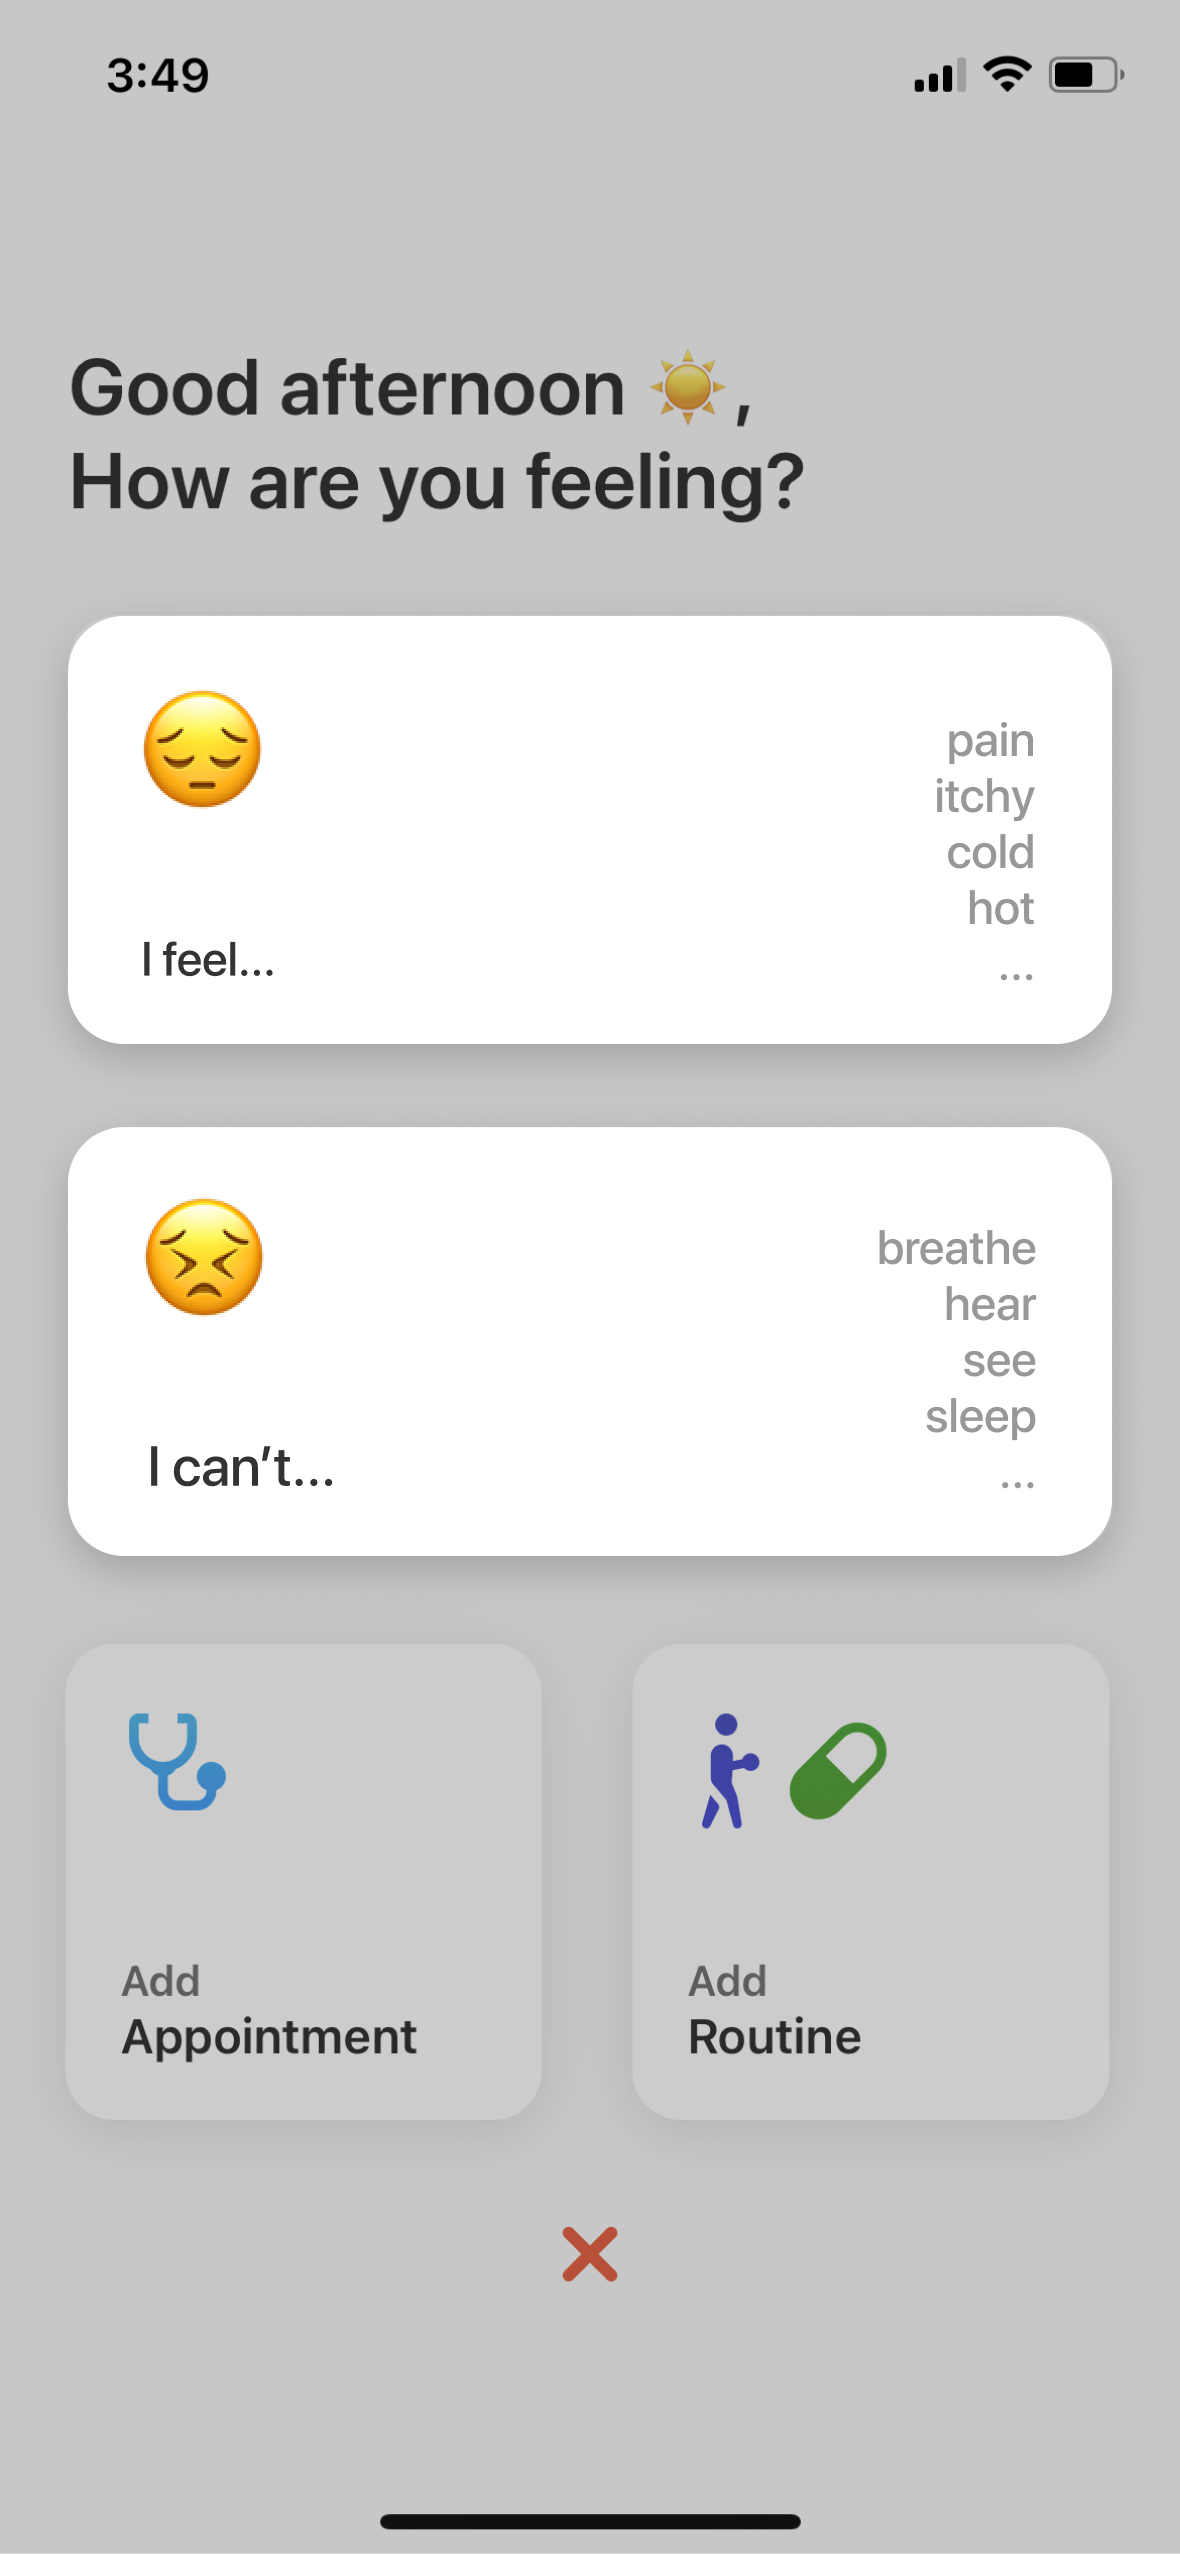 3:49
Good afternoon ☀️,
How are you feeling?
pain
itchy
cold
hot
...
I feel...
breathe
hear
see
sleep
...
I can’t...
Add
Appointment
Add
Routine